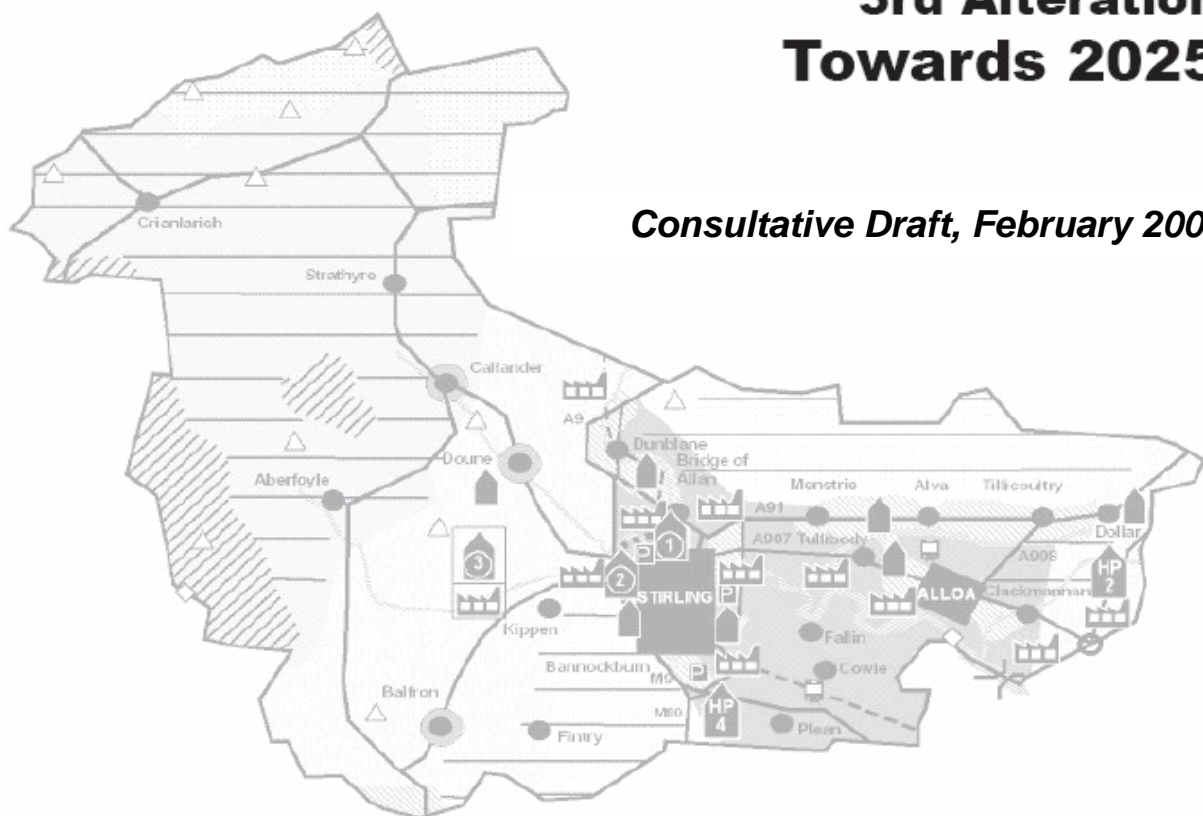 3rd Alteration
Towards 2025
Consultative Draft, February 200
Crianlarich
Strathyre
Callander
A9
Dunblane
Doune
Bridge of
Allan
Menstrie
Alva
Tillicoultry
Aberfoyle
A91
Dollar
A907
Tullibody
A908
1
3
2
HP
2
STIRLING
P
P
ALLOA
Clackmannan
Kippen
Fallin
Bannockburn
M9
P
Cowie
Balfron
M80
HP
4
Plean
Fintry